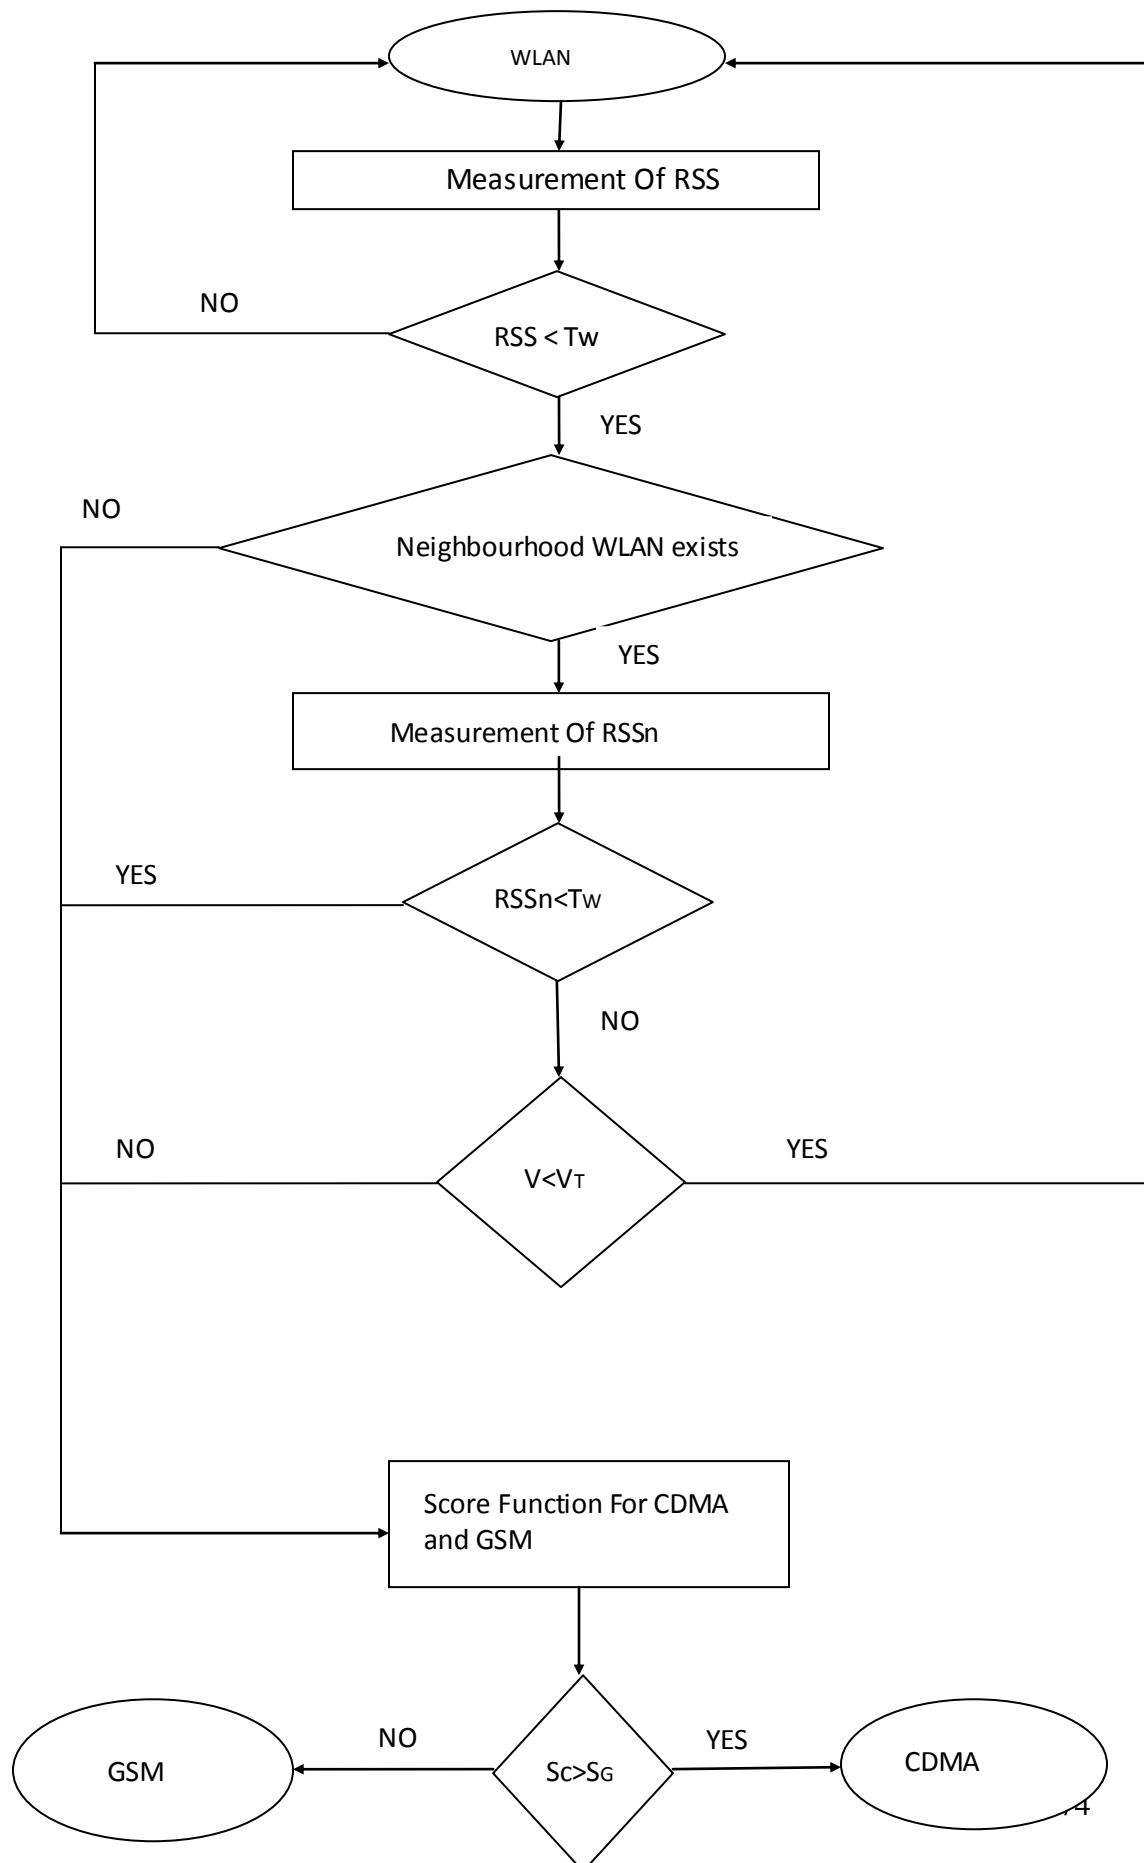 WLAN
Measurement Of RSS
NO
RSS < Tw
YES
NO
Neighbourhood WLAN exists
YES
Measurement Of RSSn
YES
RSSn<Tw
NO
NO
YES
V<VT
Score Function For CDMA
and GSM
NO
YES
GSM
Sc>SG
CDMA